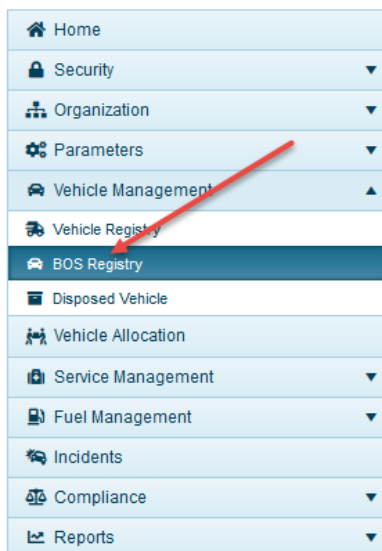 Home
Security
Organization
Parameters
Vehicle Management
Vehicle Registry
BOS Registry
Disposed Vehicle
Vehicle Allocation
Service Management
Fuel Management
Incidents
Compliance
Reports